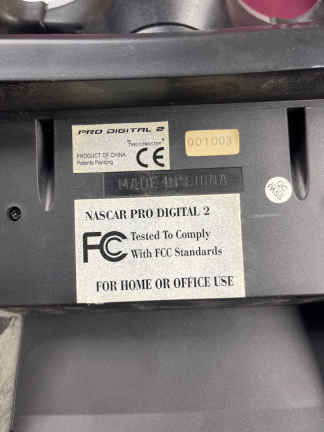 PRO DIGITAL 2
PRODUCT OF CHINA
Patents Pending
CE
001003
MADE IN CHINA
NASCAR PRO DIGITAL 2
FC Tested To Comply
With FCC Standards
FOR HOME OR OFFICE USE